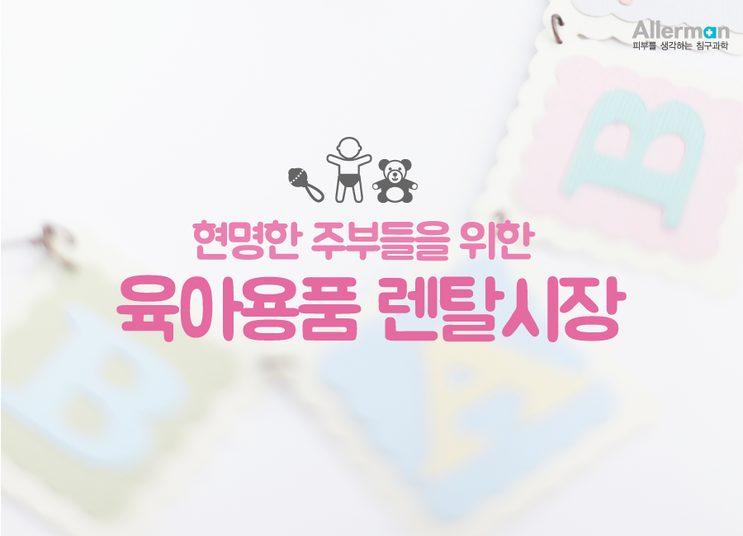 Allerman
피부를 생각하는 침구과학
B
현명한 주부들을 위한
육아용품 렌탈시장
B
A